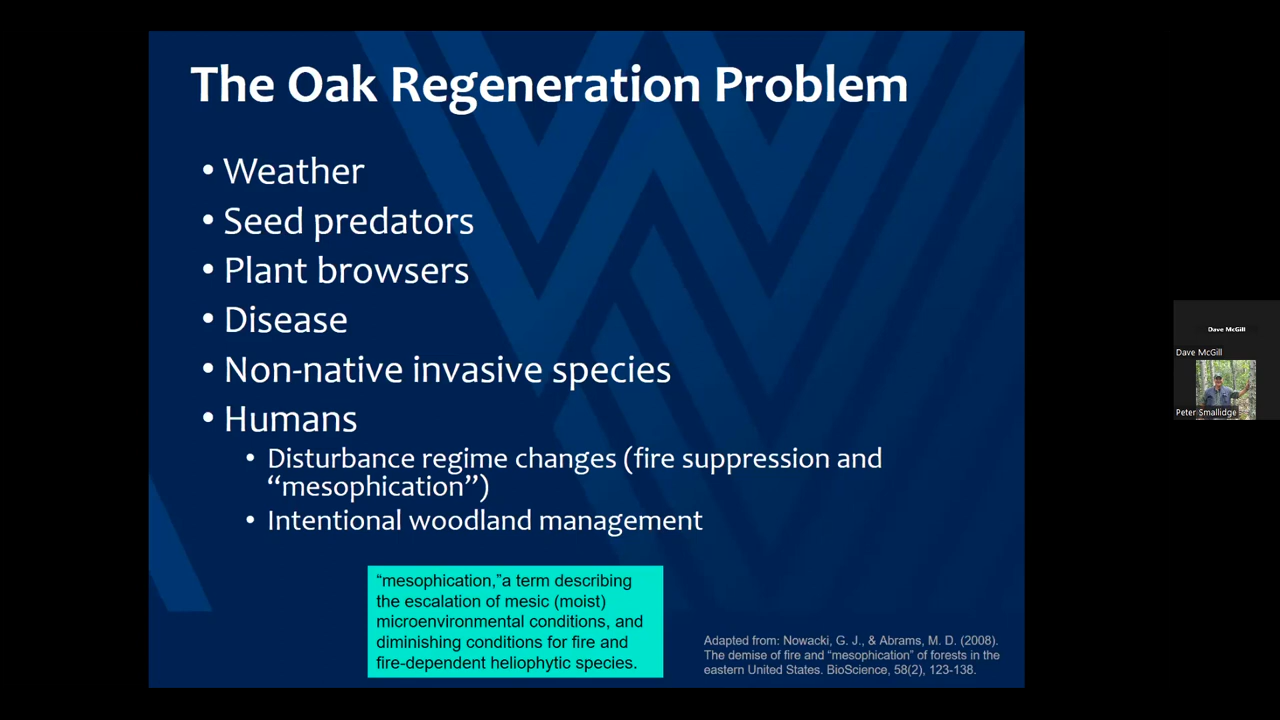 The Oak Regeneration Problem
• Weather
• Seed predators
• Plant browsers
• Disease
• Non-native invasive species
• Humans
• Disturbance regime changes (fire suppression and
“mesophication”)
• Intentional woodland management
“mesophication,”a term describing
the escalation of mesic (moist)
microenvironmental conditions, and
diminishing conditions for fire and
fire-dependent heliophytic species.
Adapted from: Nowacki, G. J., & Abrams, M. D. (2008).
The demise of fire and “mesophication” of forests in the
eastern United States. BioScience, 58(2), 123-138.
Dave McGill
Dave McGill
Peter Smallidge